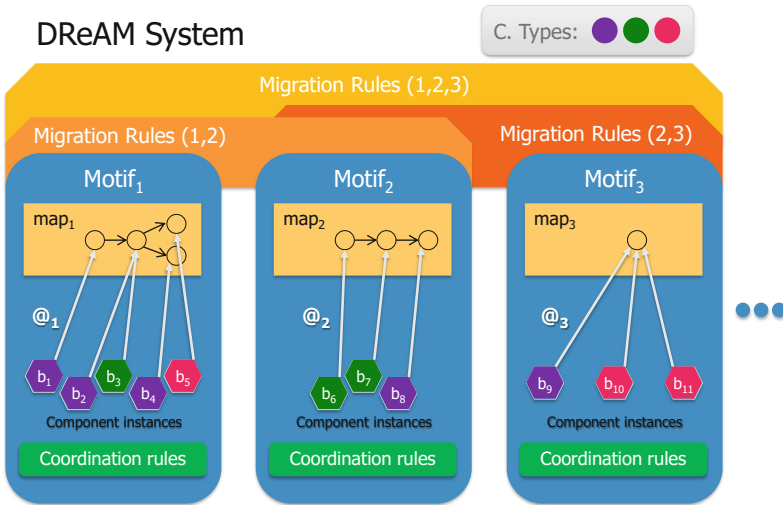 DReAM System
C. Types:
Migration Rules (1,2,3)
Migration Rules (1,2)
Migration Rules (2,3)
Motif₁
Motif₂
Motif₃
map₁
map₂
map₃
@₁
@₂
@₃
b₁
b₂
b₃
b₄
b₅
b₆
b₇
b₈
b₉
b₁₀
b₁₁
Component instances
Component instances
Component instances
Coordination rules
Coordination rules
Coordination rules